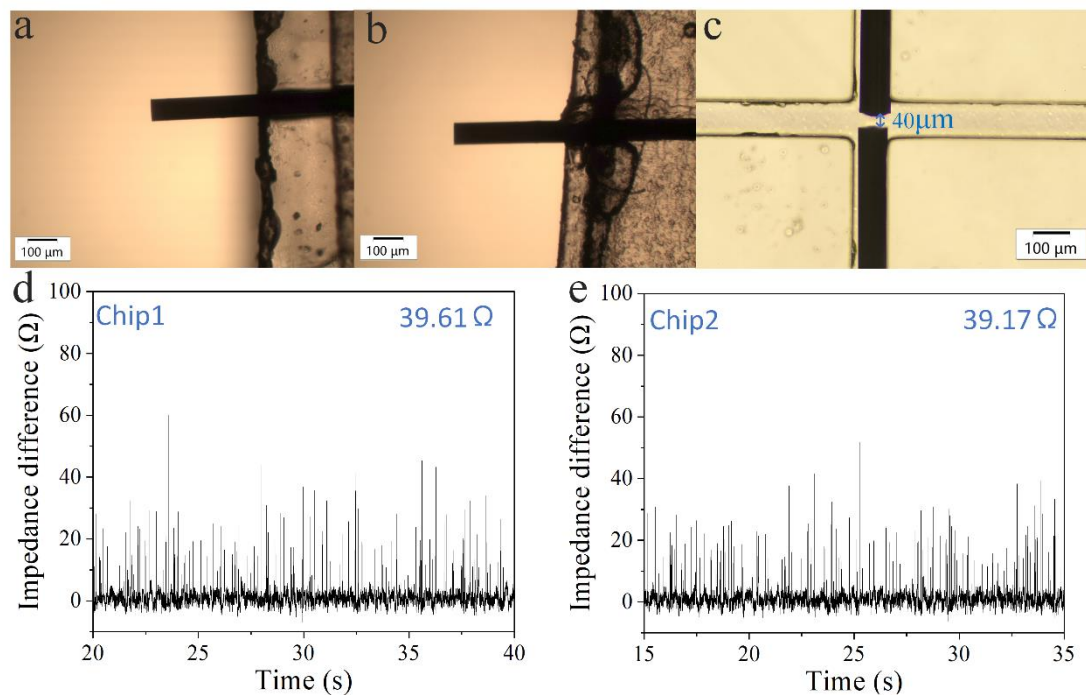 a
b
c
40μm
100 μm
100 μm
100 μm
d
Chip1
39.61 Ω
Impedance difference (Ω)
100
80
60
40
20
0
20
25
30
35
40
Time (s)
e
Chip2
39.17 Ω
Impedance difference (Ω)
100
80
60
40
20
0
15
20
25
30
35
Time (s)